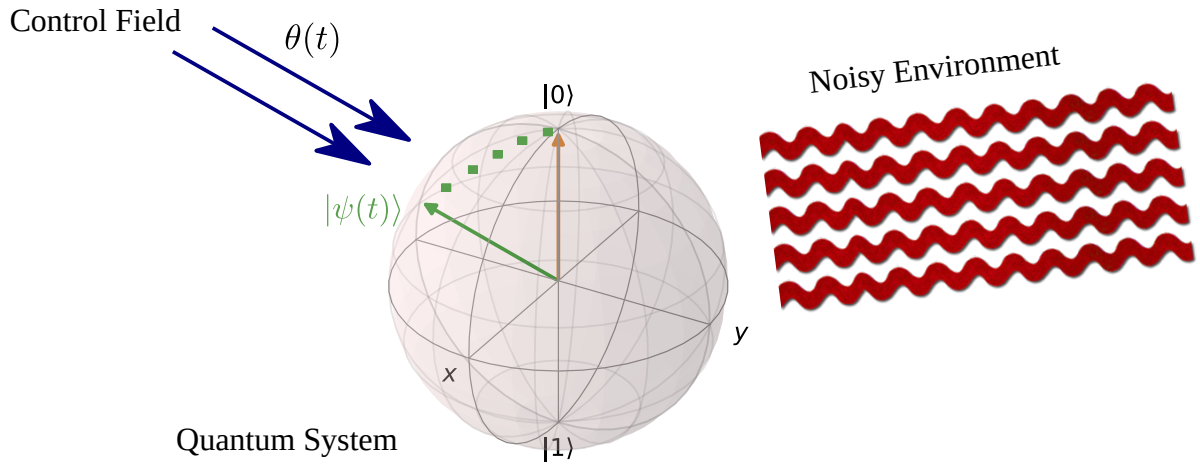 Control Field
θ(t)
Noisy Environment
|0⟩
|ψ(t)⟩
y
x
Quantum System
|1⟩